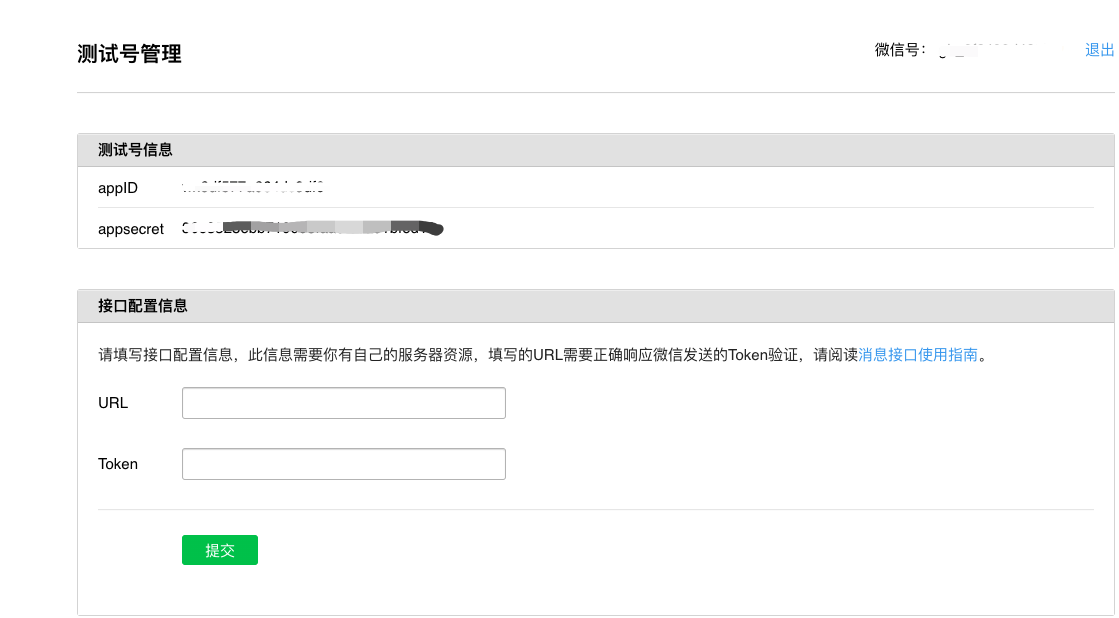 测试号管理
微信号：
退出
测试号信息
appID
appsecret
接口配置信息
请填写接口配置信息，此信息需要你有自己的服务器资源，填写的URL需要正确响应微信发送的Token验证，请阅读消息接口使用指南。
URL
Token
提交